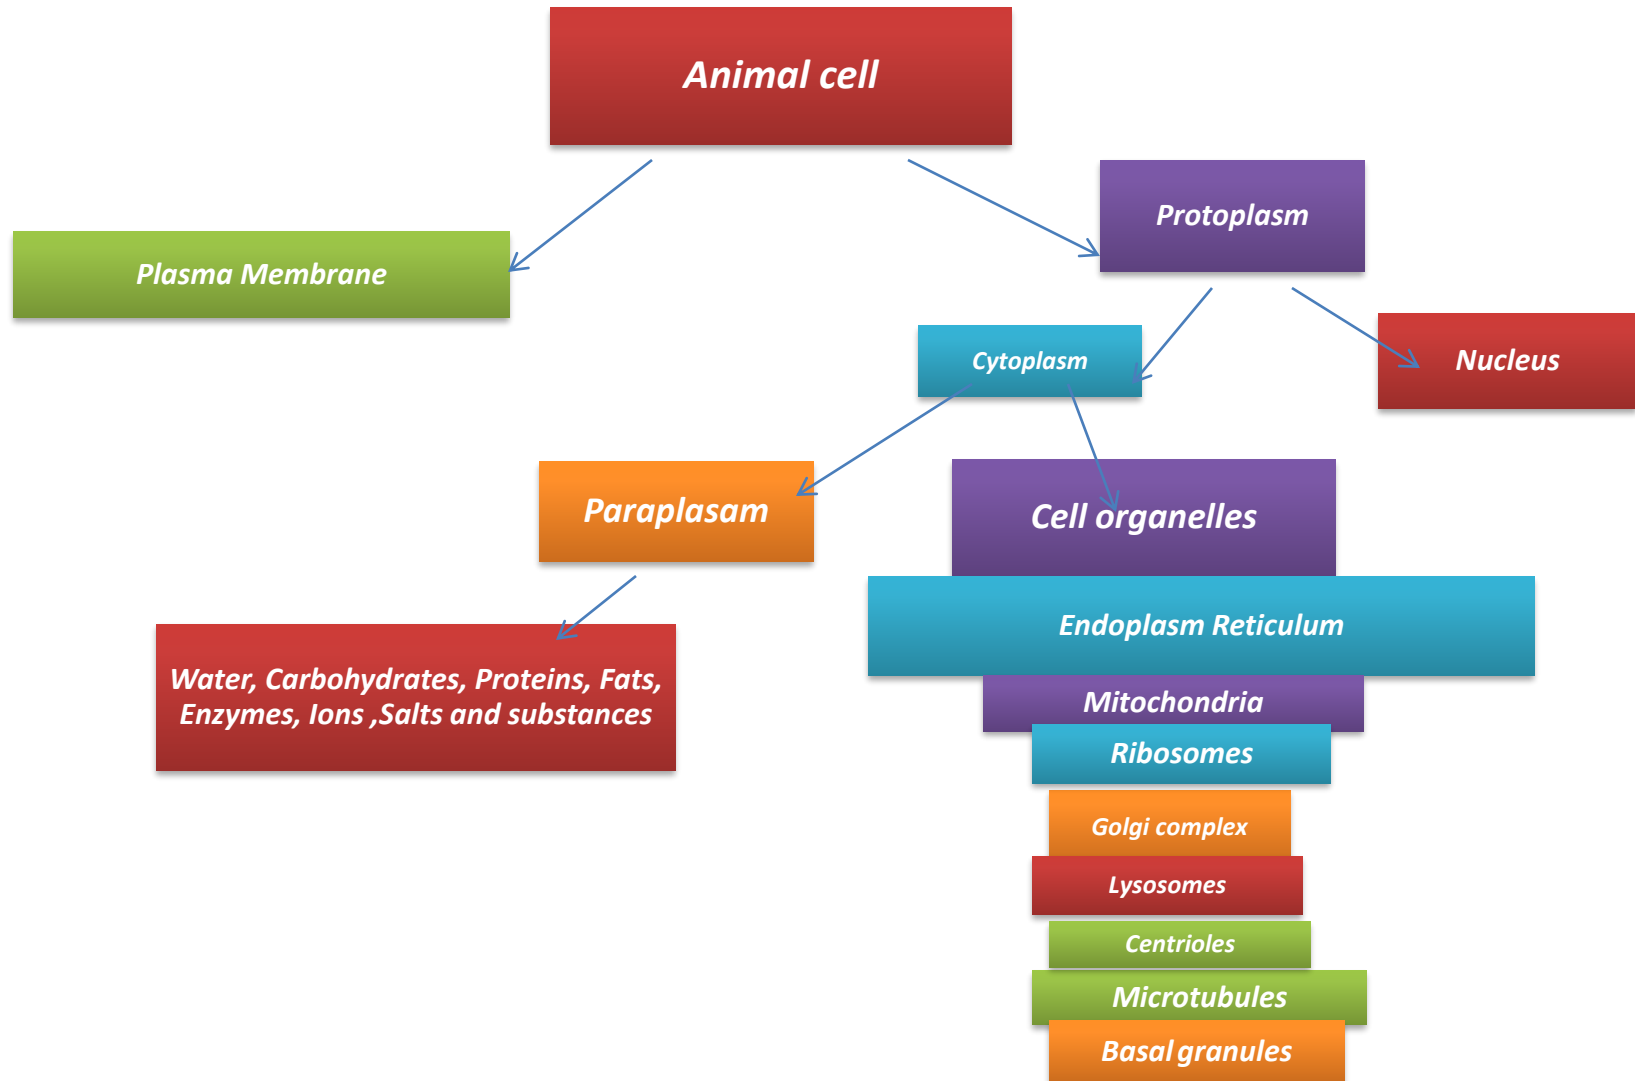 Animal cell
Protoplasm
Plasma Membrane
Cytoplasm
Nucleus
Paraplasam
Cell organelles
Endoplasm Reticulum
Water, Carbohydrates, Proteins, Fats,
Enzymes, Ions ,Salts and substances
Mitochondria
Ribosomes
Golgi complex
Lysosomes
Centrioles
Microtubules
Basal granules